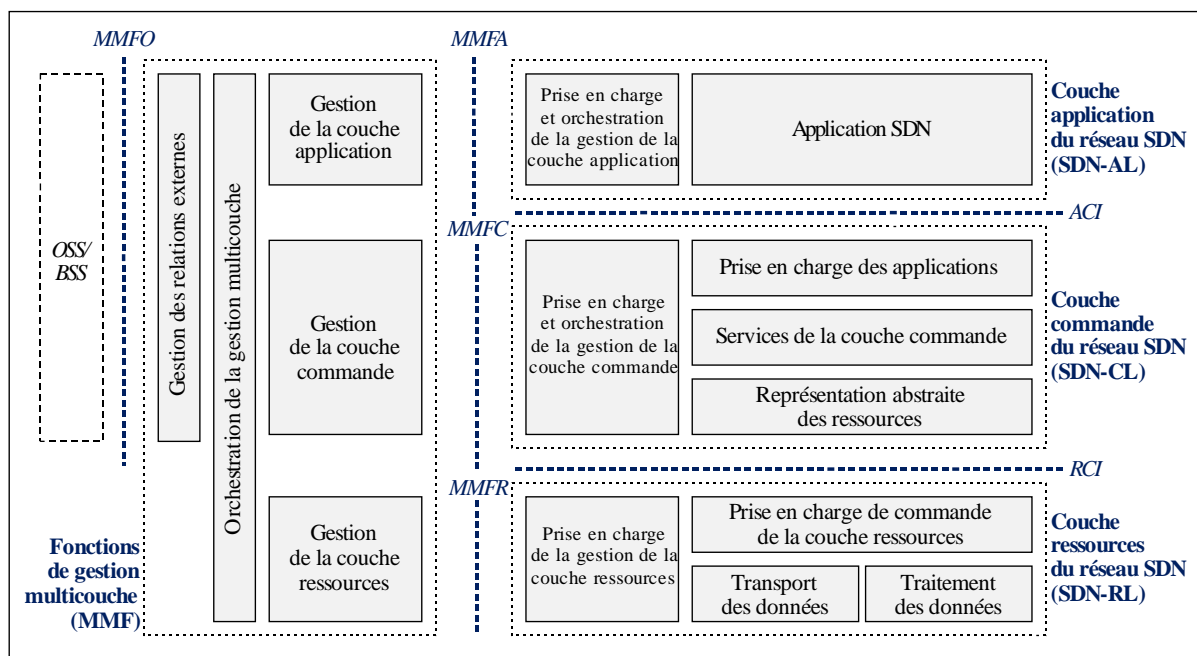 MMFO
MMFA
OSS/
BSS
Gestion des relations externes
Orchestration de la gestion multicouche
Gestion
de la couche
application
Prise en charge
et orchestration
de la gestion de la
couche application
Application SDN
Couche
application
du réseau SDN
(SDN-AL)
ACI
MMFC
Gestion
de la couche
commande
Prise en charge
et orchestration
de la gestion de la
couche commande
Prise en charge des applications
Services de la couche commande
Représentation abstraite
des ressources
Couche
commande
du réseau SDN
(SDN-CL)
RCI
MMFR
Fonctions
de gestion
multicouche
(MMF)
Gestion
de la couche
ressources
Prise en charge
de la gestion de la
couche ressources
Prise en charge de commande
de la couche ressources
Transport
des données
Traitement
des données
Couche
ressources
du réseau SDN
(SDN-RL)